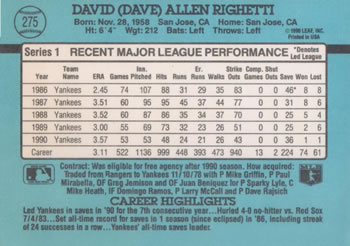 275
DAVID (DAVE) ALLEN RIGHETTI
Born: Nov. 28, 1958 San Jose, CA Home: San Jose, CA
Ht: 6'4" Wgt: 212 Bats: Left Throws: Left
© 1990 LEAF, INC.
Printed in USA
Series 1 RECENT MAJOR LEAGUE PERFORMANCE *Denotes Led League
Year Team Name ERA Games Inn. Pitched Hits Runs Earn. Runs Walks Strike Outs Comp. Games Shut Outs Saves Won Lost
1986 Yankees 2.45 74 107 88 31 29 35 83 0 0 46* 8 8
1987 Yankees 3.51 60 95 95 45 37 44 77 0 0 31 8 6
1988 Yankees 3.52 60 87 86 35 34 37 70 0 0 25 5 4
1989 Yankees 3.00 55 69 73 32 23 26 51 0 0 25 2 6
1990 Yankees 3.57 53 53 48 24 21 26 43 0 0 36 1 1
Career 3.11 522 1136 999 448 393 473 940 13 2 224 74 61
Contract: Was eligible for free agency after 1990 season. How acquired:
Traded from Rangers to Yankees 11/10/78 with P Mike Griffin, P Paul
Mirabella, OF Greg Jemison and OF Juan Beniquez for P Sparky Lyle, C
Mike Heath, IF Domingo Ramos, P Larry McCall and P Dave Rajsich
CAREER HIGHLIGHTS
Led Yankees in saves in '90 for the 7th consecutive year...Hurled 4-0 no-hitter vs. Red Sox
7/4/83...Set all-time record for saves in 1 season (since eclipsed) in '86, including
streak of 24 successes in a row...Yankees' all-time save leader.